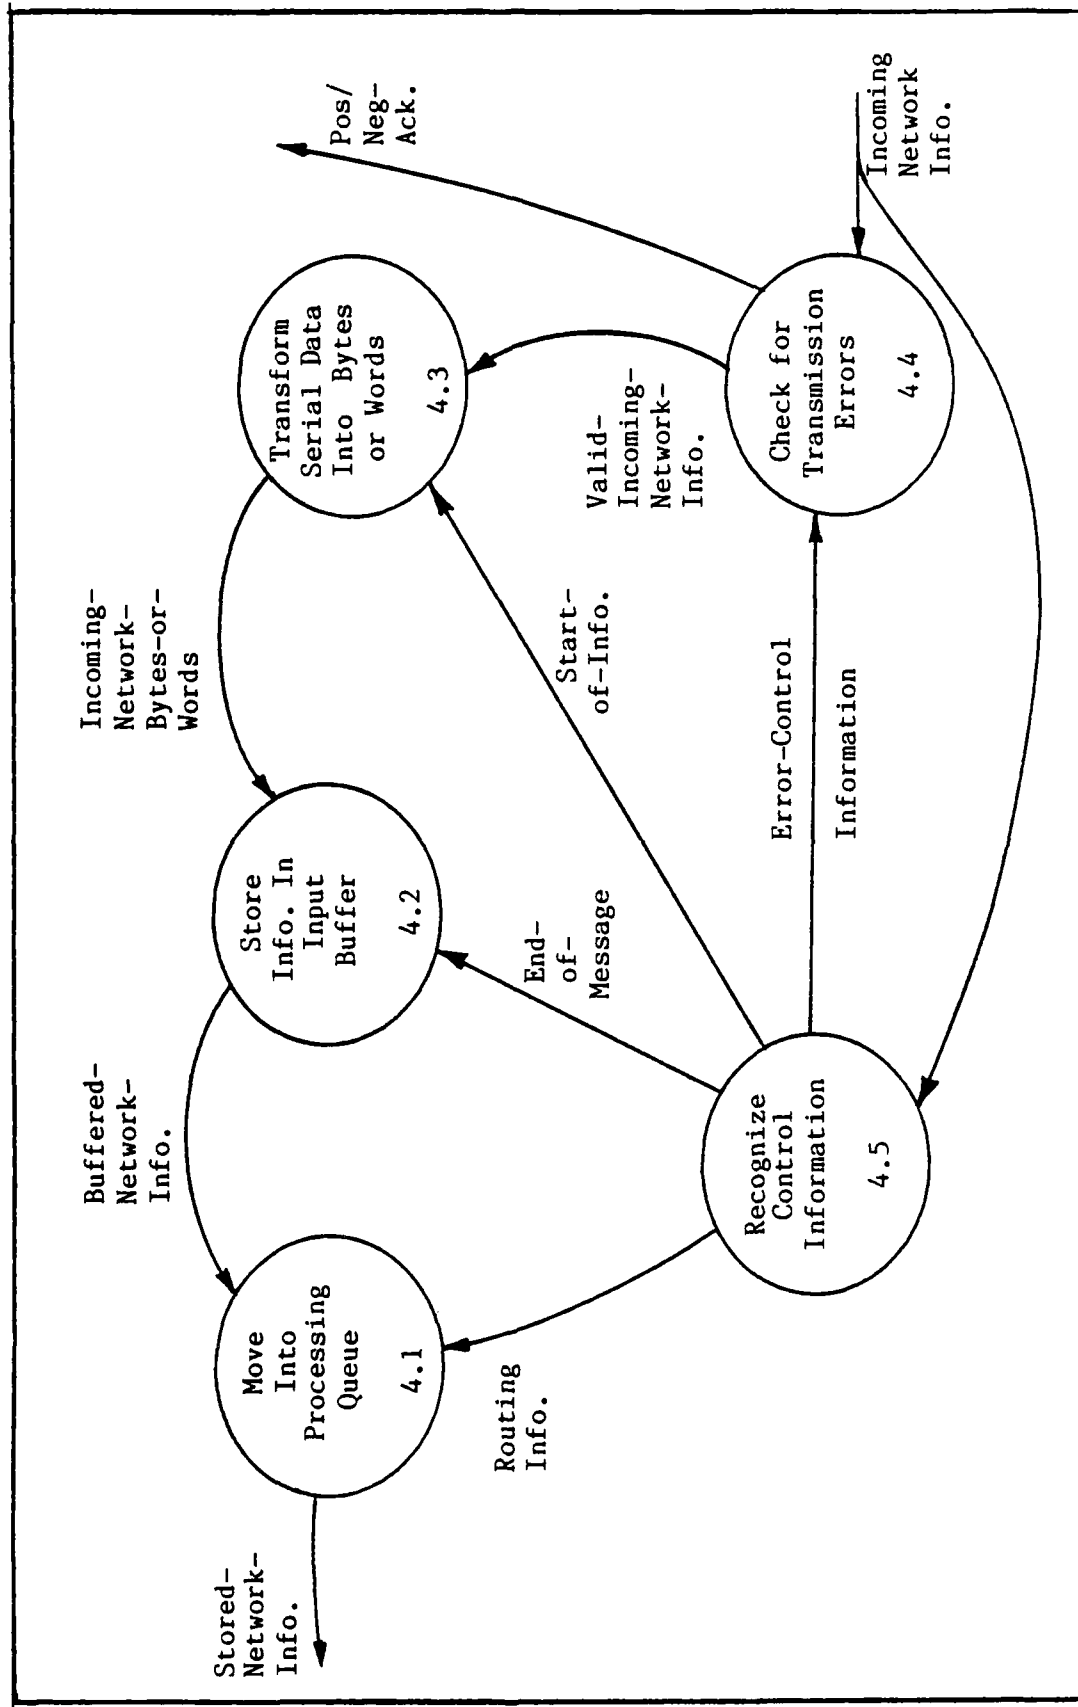 Stored-
Network-
Info.
Buffered-
Network-
Info.
Incoming-
Network-
Bytes-or-
Words
Pos/
Neg-
Ack.
Move
Into
Processing
Queue
4.1
Store
Info. In
Input
Buffer
4.2
Transform
Serial Data
Into Bytes
or Words
4.3
Routing
Info.
End-
of-
Message
Start-
of-Info.
Valid-
Incoming-
Network-
Info.
Error-Control
Information
Recognize
Control
Information
4.5
Check for
Transmission
Errors
4.4
Incoming
Network
Info.